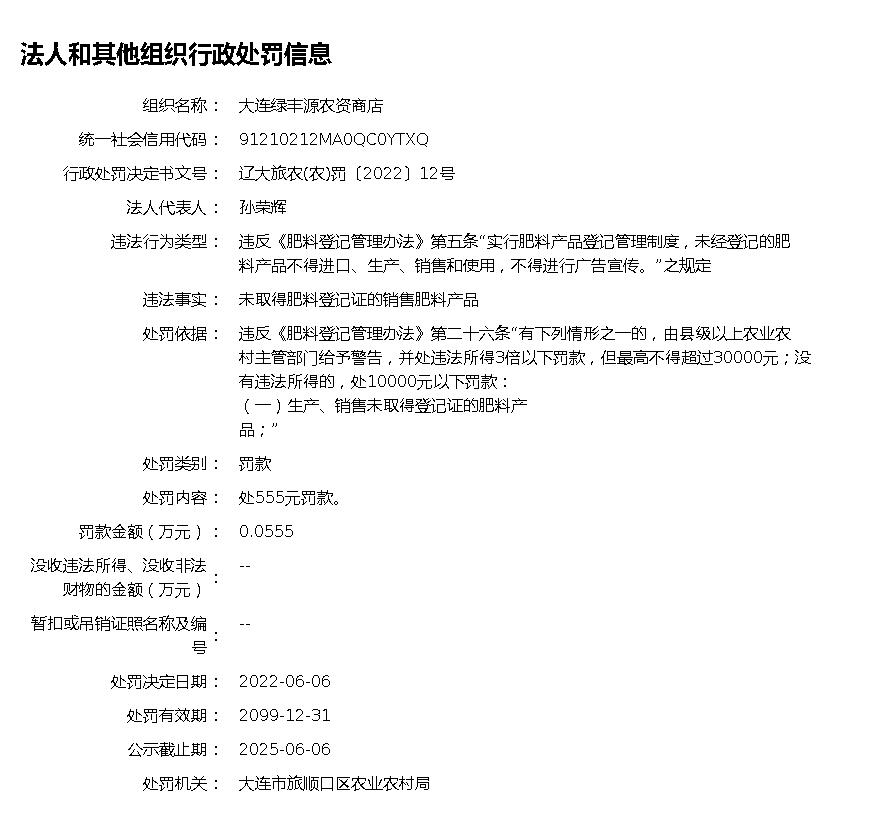 法人和其他组织行政处罚信息
组织名称： 大连绿丰源农资商店
统一社会信用代码： 91210212MA0QC0YTXQ
行政处罚决定书文号： 辽大旅农(农)罚〔2022〕12号
法人代表人： 孙荣辉
违法行为类型： 违反《肥料登记管理办法》第五条“实行肥料产品登记管理制度，未经登记的肥
料产品不得进口、生产、销售和使用，不得进行广告宣传。”之规定
违法事实： 未取得肥料登记证的销售肥料产品
处罚依据： 违反《肥料登记管理办法》第二十六条“有下列情形之一的，由县级以上农业农
村主管部门给予警告，并处违法所得3倍以下罚款，但最高不得超过30000元；没
有违法所得的，处10000元以下罚款：
（一）生产、销售未取得登记证的肥料产
品；”
处罚类别： 罚款
处罚内容： 处555元罚款。
罚款金额（万元）： 0.0555
没收违法所得、没收非法
财物的金额（万元）： --
暂扣或吊销证照名称及编
号： --
处罚决定日期： 2022-06-06
处罚有效期： 2099-12-31
公示截止期： 2025-06-06
处罚机关： 大连市旅顺口区农业农村局